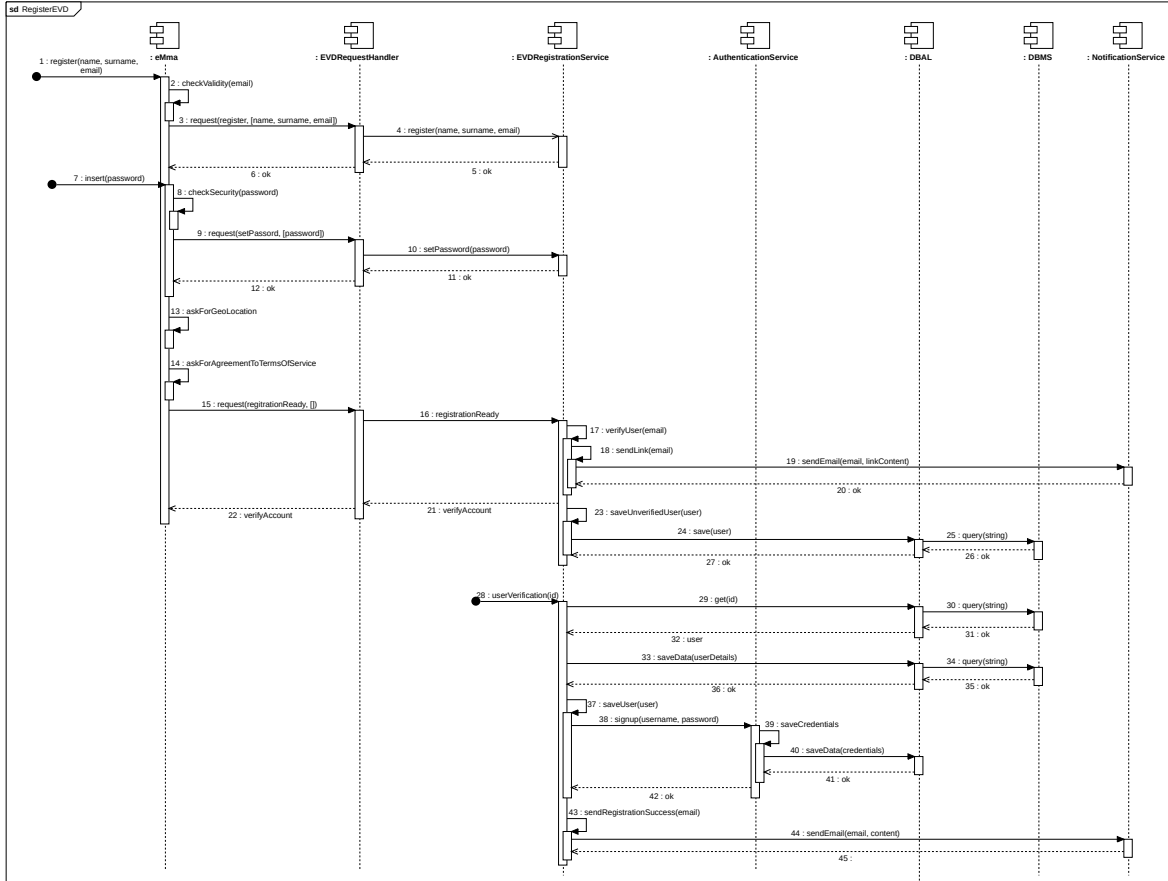 sd RegisterEVD
: eMma
: EVDRequestHandler
: EVDRegistrationService
: AuthenticationService
: DBAL
: DBMS
: NotificationService
1 : register(name, surname,
email)
2 : checkValidity(email)
3 : request(register, [name, surname, email])
4 : register(name, surname, email)
5 : ok
6 : ok
7 : insert(password)
8 : checkSecurity(password)
9 : request(setPassord, [password])
10 : setPassword(password)
11 : ok
12 : ok
13 : askForGeoLocation
14 : askForAgreementToTermsOfService
15 : request(regitrationReady, [])
16 : registrationReady
17 : verifyUser(email)
18 : sendLink(email)
19 : sendEmail(email, linkContent)
20 : ok
21 : verifyAccount
22 : verifyAccount
23 : saveUnverifiedUser(user)
24 : save(user)
25 : query(string)
26 : ok
27 : ok
28 : userVerification(id)
29 : get(id)
30 : query(string)
31 : ok
32 : user
33 : saveData(userDetails)
34 : query(string)
35 : ok
36 : ok
37 : saveUser(user)
38 : signup(username, password)
39 : saveCredentials
40 : saveData(credentials)
41 : ok
42 : ok
43 : sendRegistrationSuccess(email)
44 : sendEmail(email, content)
45 :